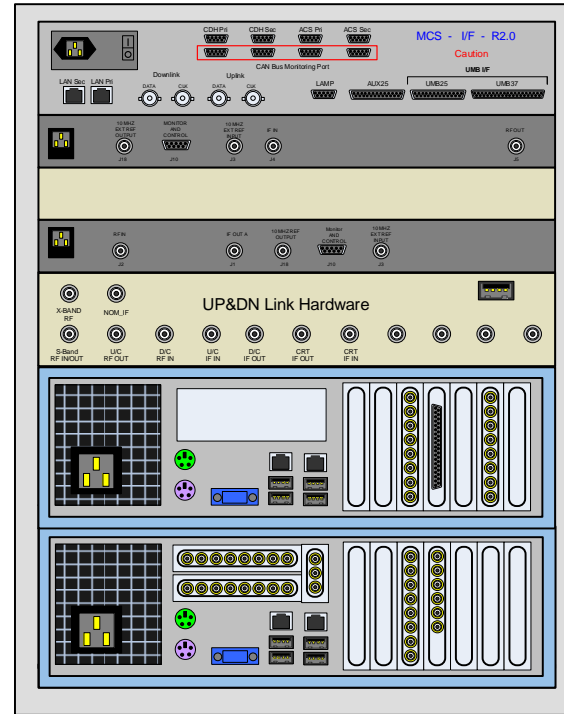 CDH Pri CDH Sec ACS Pri ACS Sec
MCS - I/F - R2.0
Caution
CAN Bus Monitoring Port
UMB I/F
LAN Sec LAN Pri
Downlink
Uplink
DATA CLK DATA CLK
LAMP AUX25 UMB25 UMB37
10 MHZ
EXT REF
OUTPUT
J18
MONITOR
AND
CONTROL
J10
10 MHZ
EXT REF
INPUT
J3
IF IN
J4
RF OUT
J5
RF IN
J2
IF OUT A
J1
10 MHZ REF
OUTPUT
J18
Monitor
AND
CONTROL
J10
10 MHZ
EXT REF
INPUT
J3
X-BAND
RF
NOM_IF
UP&DN Link Hardware
S-Band
RF IN/OUT
U/C
RF OUT
D/C
RF IN
U/C
IF IN
D/C
IF OUT
CRT
IF OUT
CRT
IF IN